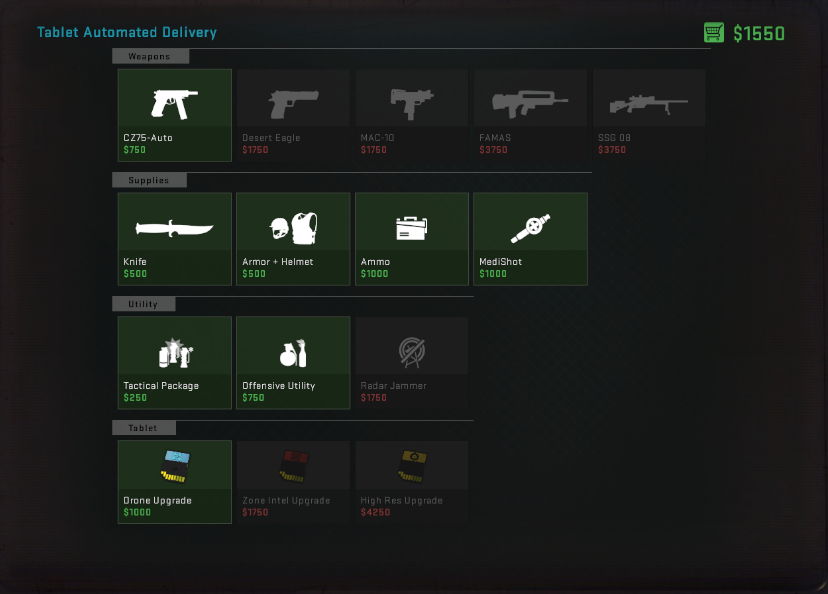 Tablet Automated Delivery
$1550
Weapons
CZ75-Auto
$750
Desert Eagle
$1750
MAC-10
$1750
FAMAS
$3750
SSG 08
$3750
Supplies
Knife
$500
Armor + Helmet
$500
Ammo
$1000
MediShot
$1000
Utility
Tactical Package
$250
Offensive Utility
$750
Radar Jammer
$1750
Tablet
Drone Upgrade
$1000
Zone Intel Upgrade
$1750
High Res Upgrade
$4250